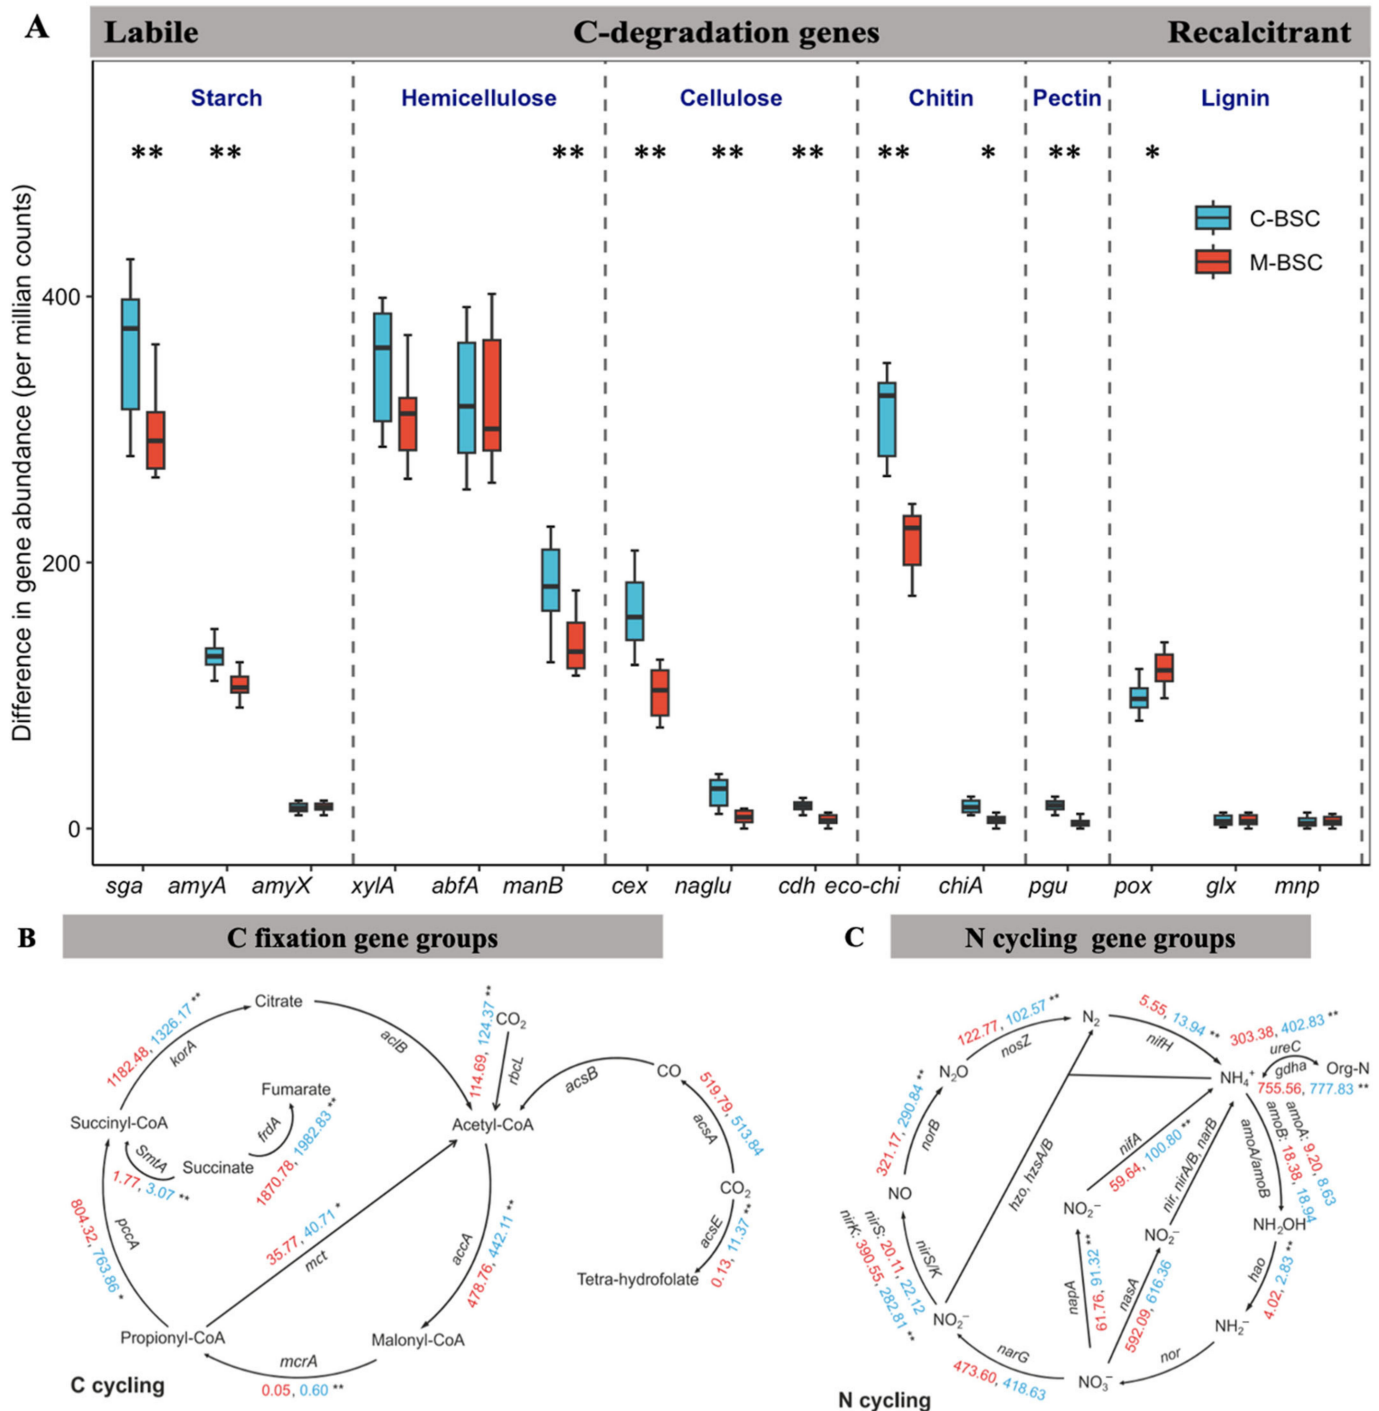 A
Labile C-degradation genes Recalcitrant
Starch Hemicellulose Cellulose Chitin Pectin Lignin
** ** ** ** ** ** ** * ** *
C-BSC
M-BSC
Difference in gene abundance (per millian counts)
400
200
0
sga amyA amyX xylA abfA manB cex naglu cdh eco-chi chiA pgu pox glx mnp
B C fixation gene groups
Citrate
1182.48, 1326.17 **
korA
aclB
114.69, 124.37 **
CO₂
rbcL
acsB
CO
519.79, 513.84
acsA
Fumarate
frdA
1870.78, 1982.83 **
Succinyl-CoA
Acetyl-CoA
SmtA
Succinate
1.77, 3.07 **
CO₂
acsE
0.13, 11.37 **
Tetra-hydrofolate
804.32, 763.86 *
pccA
35.77, 40.71 *
mct
accA
478.76, 442.11 **
Propionyl-CoA
Malonyl-CoA
mcrA
0.05, 0.60 **
C cycling
C N cycling gene groups
122.77, 102.57 **
nosZ
N₂
5.55, 13.94 **
nifH
303.38, 402.83 **
ureC
gdha
Org-N
755.56, 777.83 **
N₂O
NH₄⁺
321.17, 290.84 **
norB
hzo, hzsA/B
nifA
59.64, 100.80 **
nir, nirA/B, narB
amoA: 9.20, 8.63
amoB: 18.38, 18.94
amoA/amoB
NO
NO₂⁻
NO₂⁻
NH₂OH
nirS: 20.11, 22.12
nirK: 390.55, 282.81 **
nirS/K
napA
61.76, 91.32 **
nasA
592.09, 616.36
hao
4.02, 2.83 **
NO₂⁻
NH₂⁻
narG
473.60, 418.63
NO₃⁻
nor
N cycling